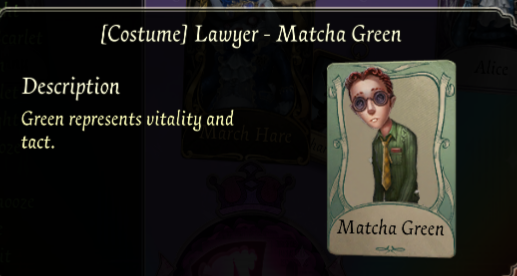 [Costume] Lawyer - Matcha Green
Description
Green represents vitality and
tact.
Alice
March Hare
Matcha Green